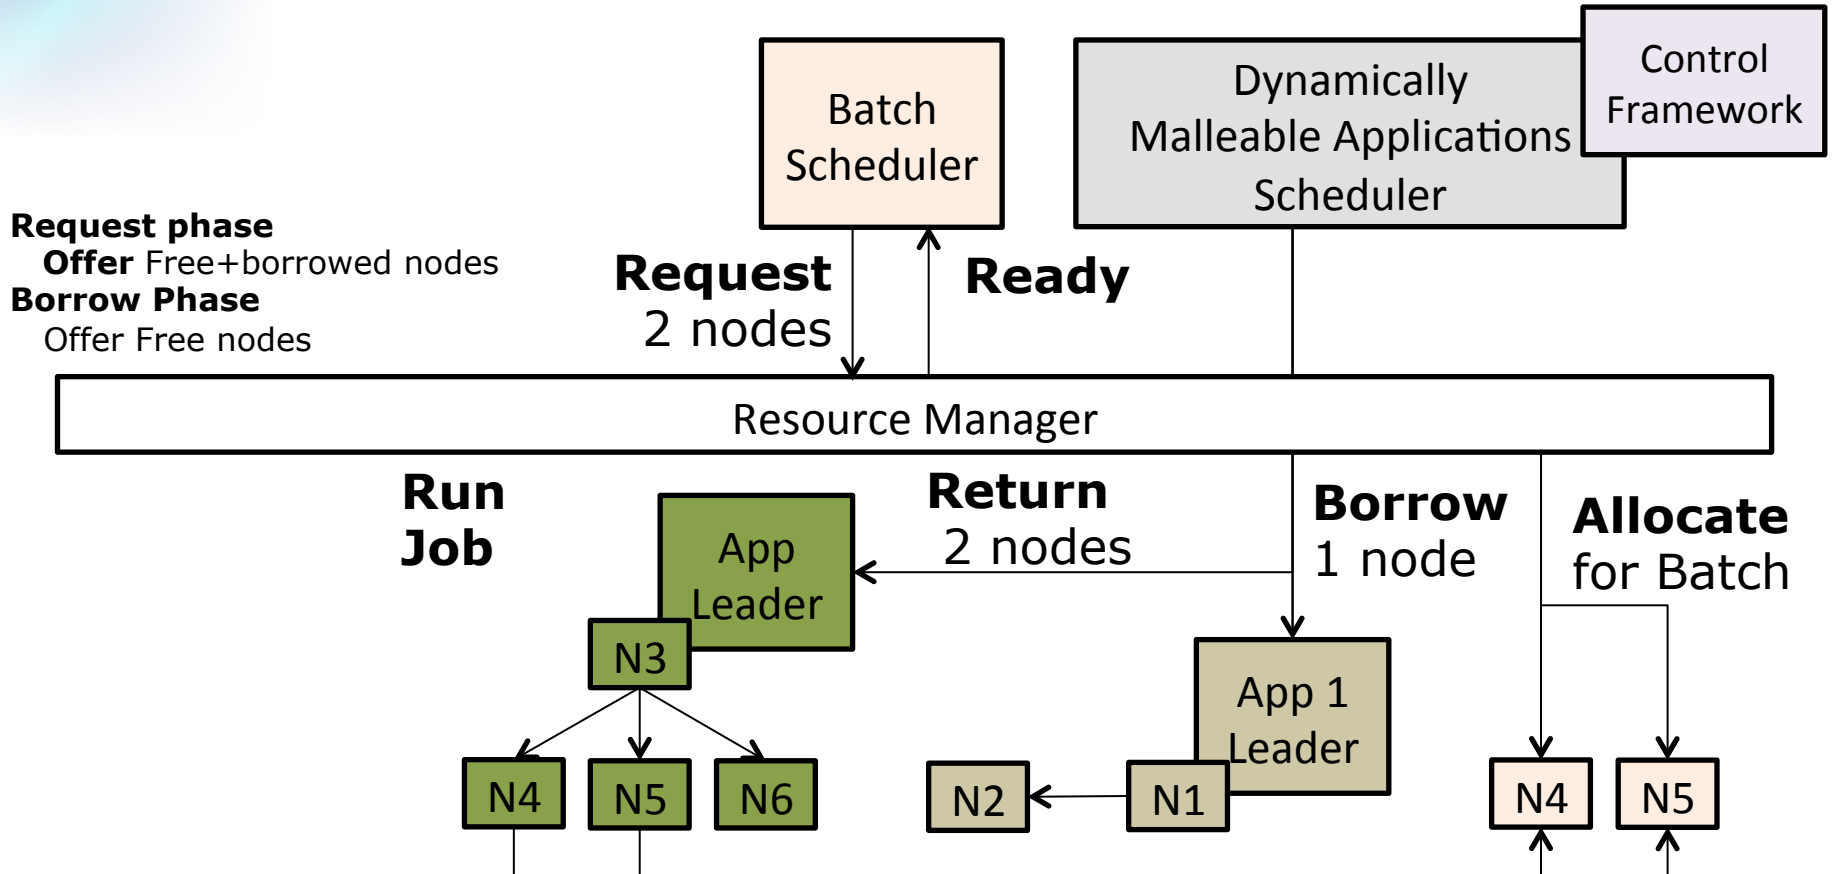 Control
Framework
Batch
Scheduler
Dynamically
Malleable Applications
Scheduler
Request phase
Offer Free+borrowed nodes
Borrow Phase
Offer Free nodes
Request
2 nodes
Ready
Resource Manager
Run
Job
App
Leader
Return
2 nodes
Borrow
1 node
Allocate
for Batch
N3
App 1
Leader
N4
N5
N6
N2
N1
N4
N5